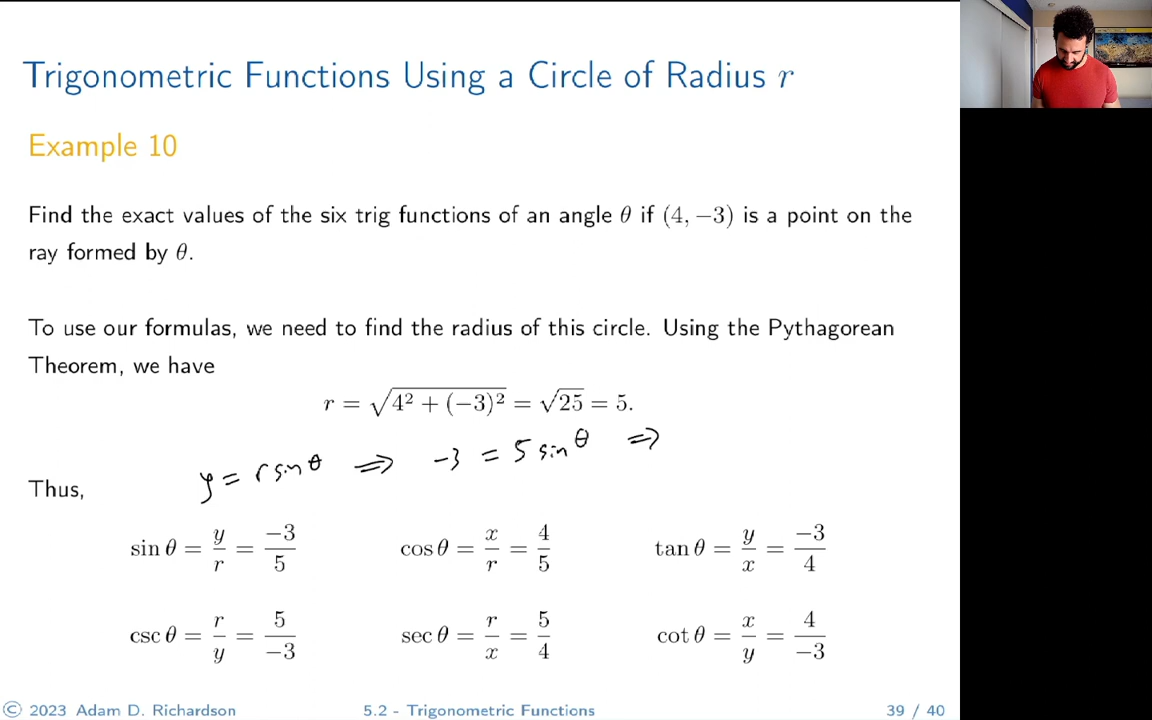 Trigonometric Functions Using a Circle of Radius r
Example 10
Find the exact values of the six trig functions of an angle θ if (4, −3) is a point on the
ray formed by θ.
To use our formulas, we need to find the radius of this circle. Using the Pythagorean
Theorem, we have
r = √(4² + (−3)²) = √25 = 5.
y = r sin θ ⇒ -3 = 5 sin θ ⇒
Thus,
sin θ = y/r = −3/5 cos θ = x/r = 4/5 tan θ = y/x = −3/4
csc θ = r/y = 5/−3 sec θ = r/x = 5/4 cot θ = x/y = 4/−3
© 2023 Adam D. Richardson 5.2 - Trigonometric Functions 39 / 40